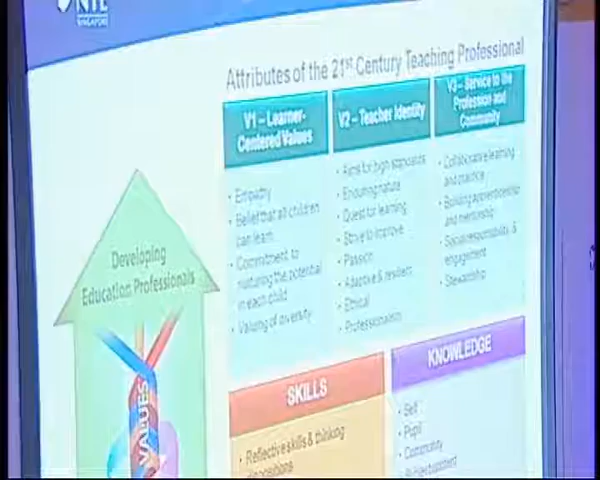 NIE
SINGAPORE
Attributes of the 21st Century Teaching Professional
V1 – Learner-
Centered Values
V2 – Teacher Identity
V3 – Service to the
Profession and
Community
• Empathy
• Belief that all children
can learn
• Commitment to
nurturing the potential
in each child
• Valuing of diversity
• Aims for high standards
• Enquiring nature
• Quest for learning
• Strive to improve
• Passion
• Adaptive & resilient
• Ethical
• Professionalism
• Collaborative learning
and practice
• Building apprenticeship
and mentorship
• Social responsibility &
engagement
• Stewardship
Developing
Education Professionals
VALUES
SKILLS
• Reflective skills & thinking
dispositions
KNOWLEDGE
• Self
• Pupil
• Community
• Subject content